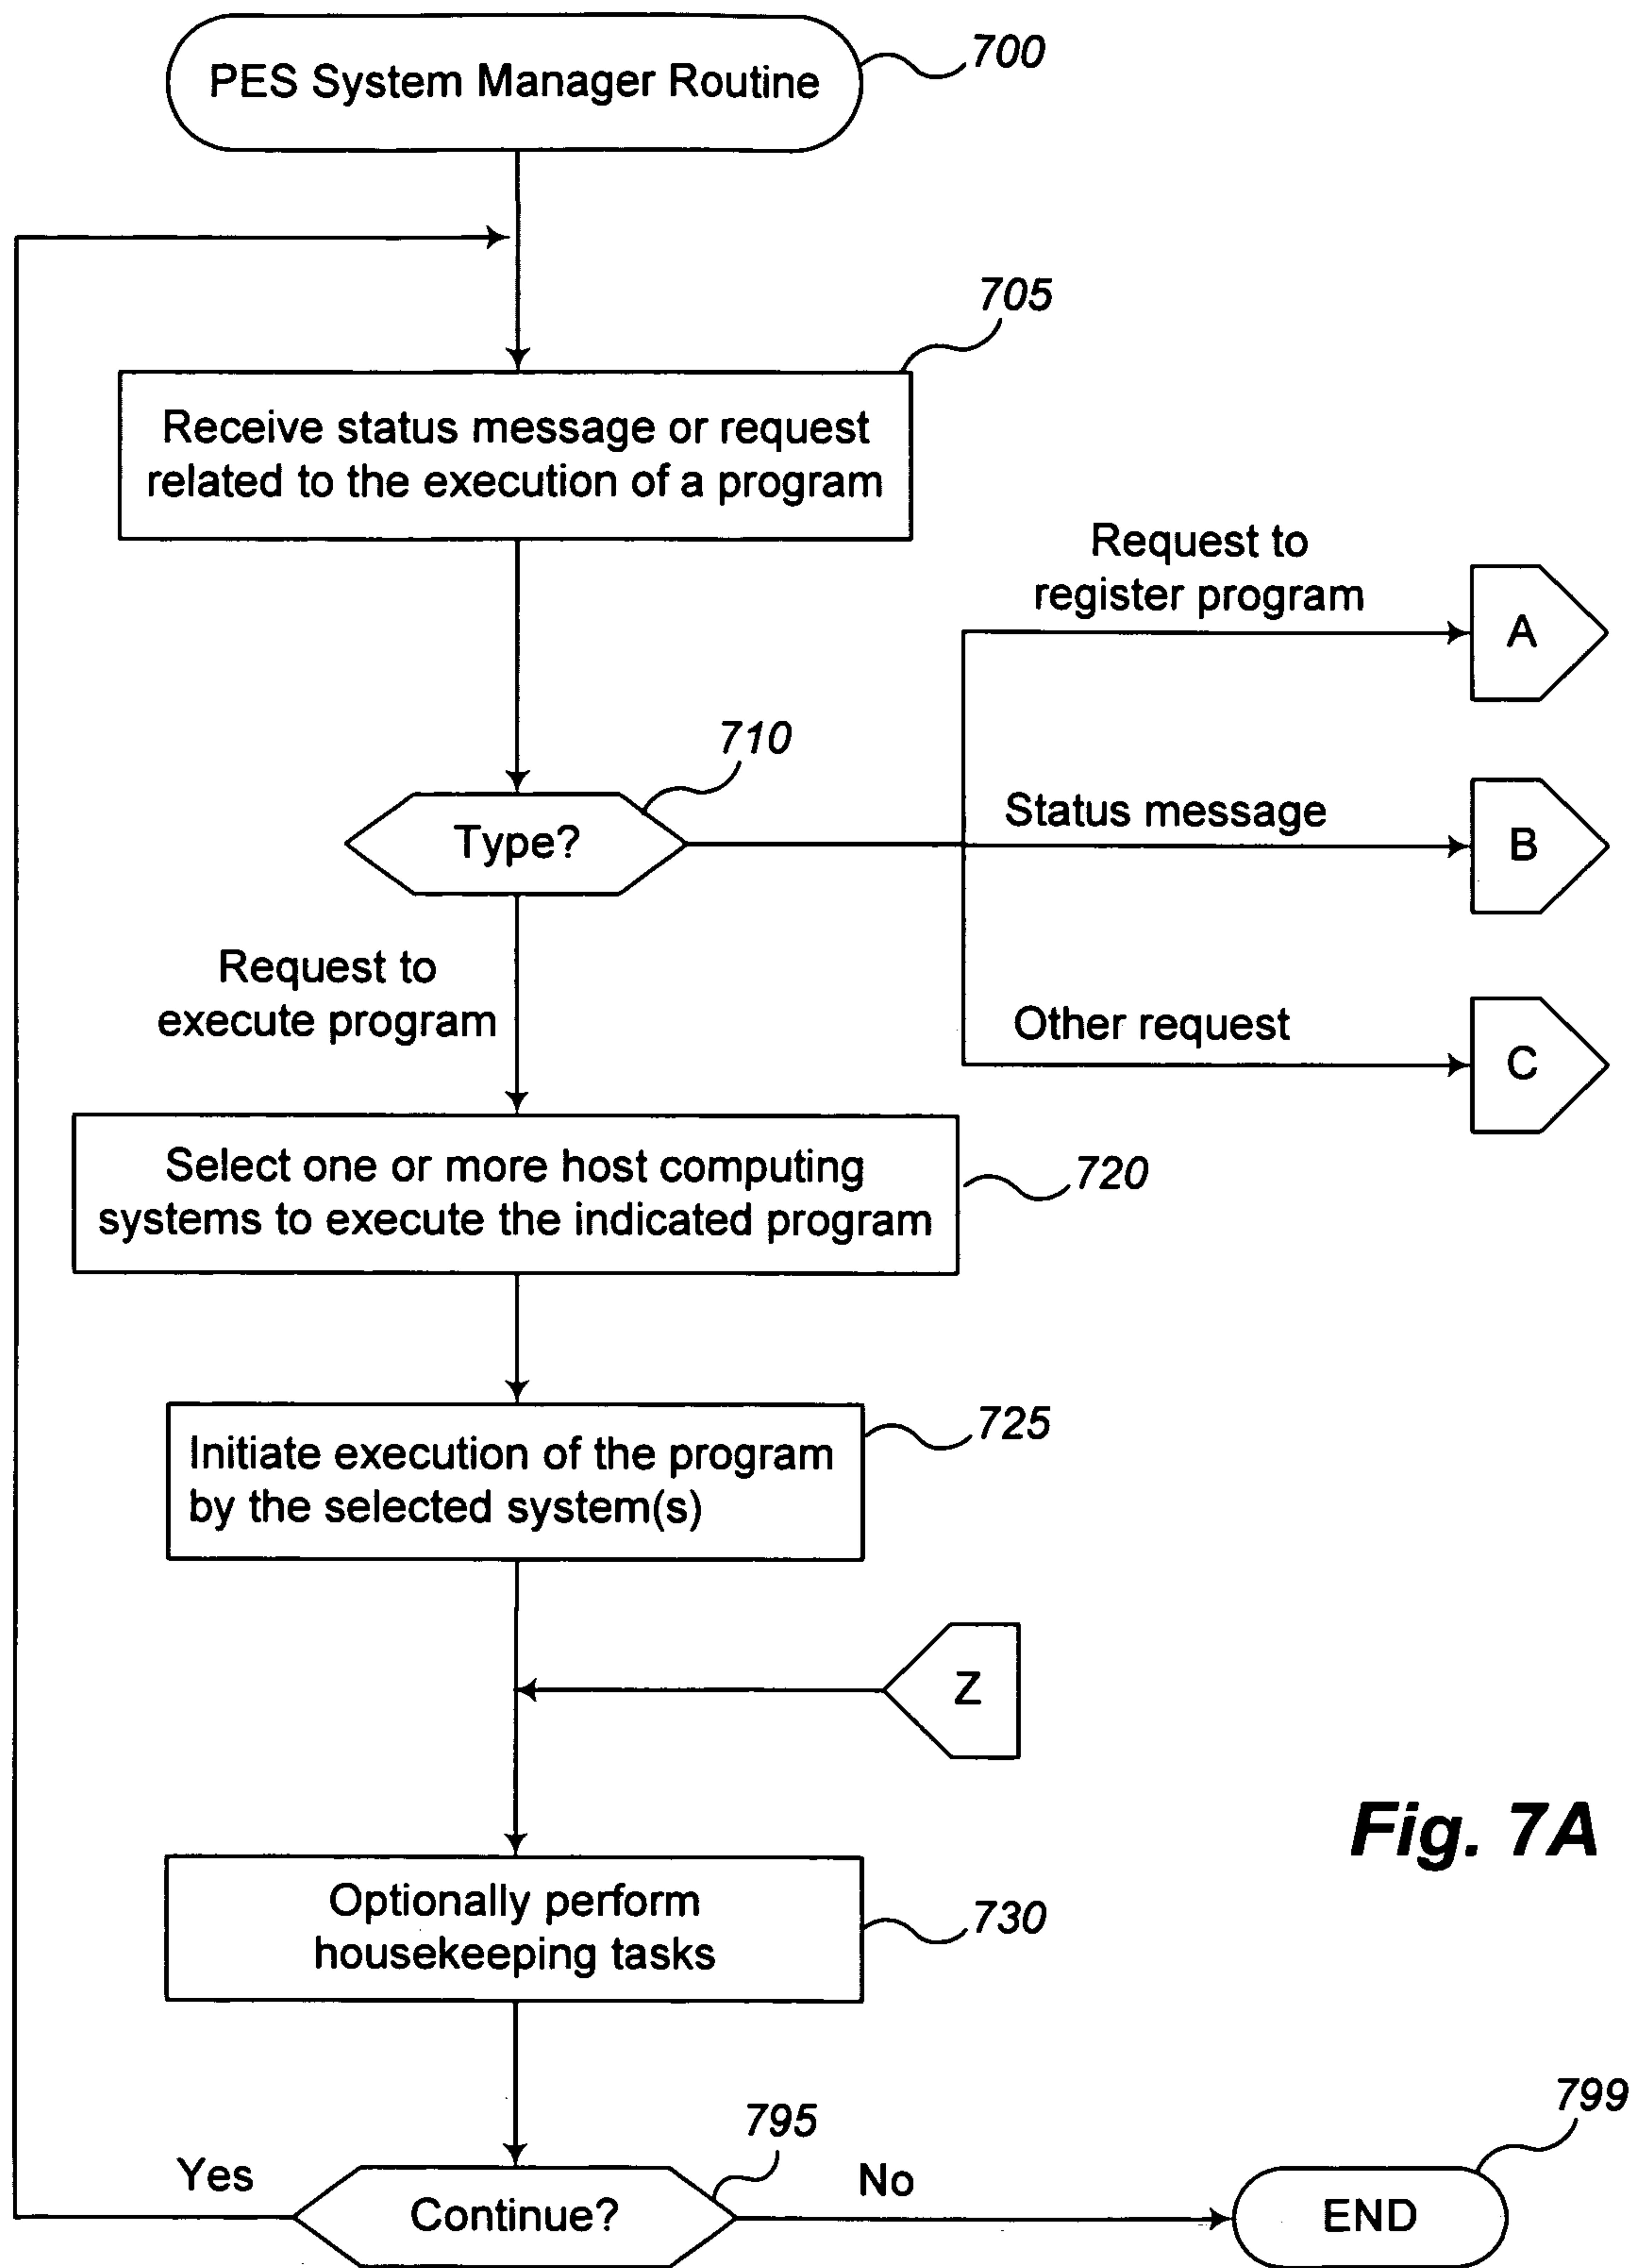 PES System Manager Routine
700
705
Receive status message or request
related to the execution of a program
Request to
register program
A
710
Type?
Status message
B
Request to
execute program
Other request
C
Select one or more host computing
systems to execute the indicated program
720
Initiate execution of the program
by the selected system(s)
725
Z
Fig. 7A
Optionally perform
housekeeping tasks
730
795
799
Yes
Continue?
No
END